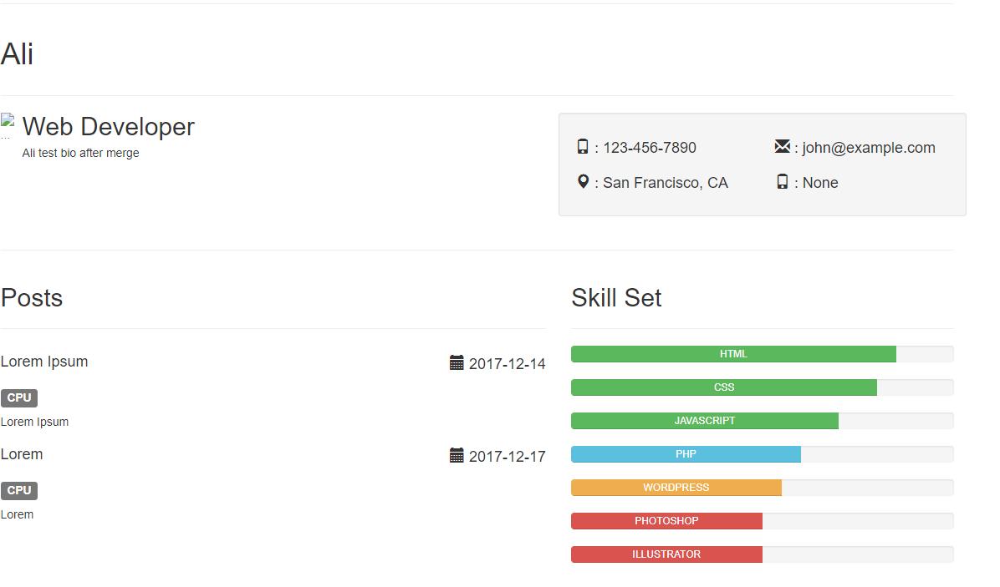 Ali
...
Web Developer
Ali test bio after merge
: 123-456-7890
: john@example.com
: San Francisco, CA
: None
Posts
Lorem Ipsum
2017-12-14
CPU
Lorem Ipsum
Lorem
2017-12-17
CPU
Lorem
Skill Set
HTML
CSS
JAVASCRIPT
PHP
WORDPRESS
PHOTOSHOP
ILLUSTRATOR